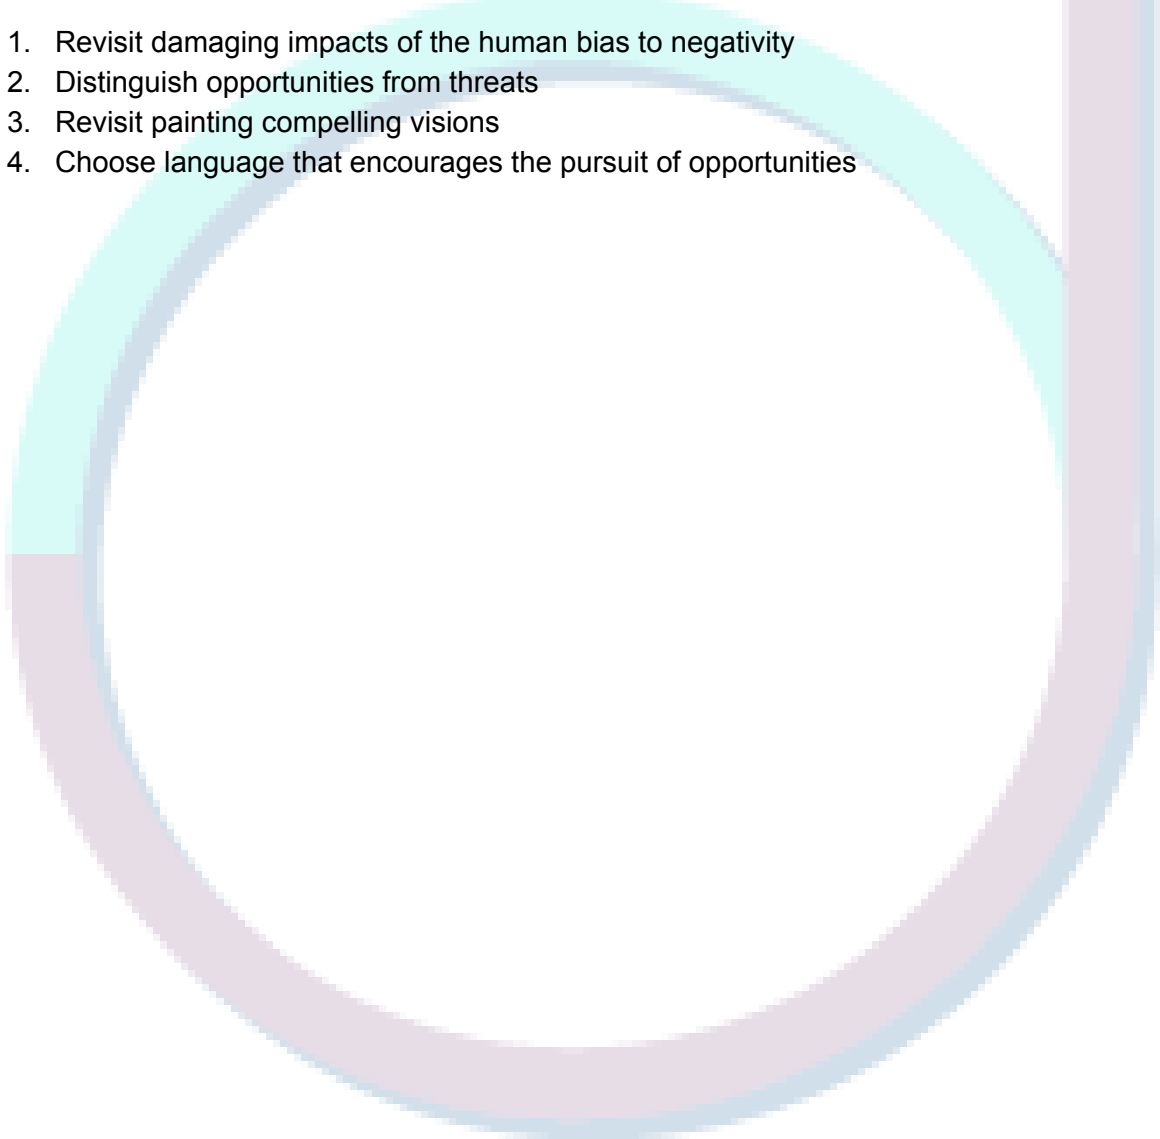 1. Revisit damaging impacts of the human bias to negativity
2. Distinguish opportunities from threats
3. Revisit painting compelling visions
4. Choose language that encourages the pursuit of opportunities